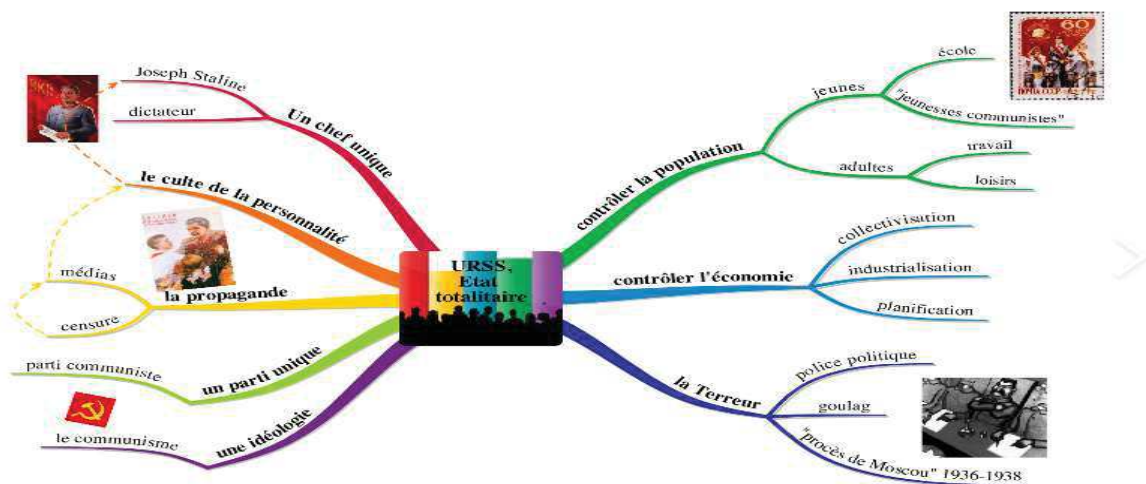 URSS,
Etat
totalitaire
Un chef unique
Joseph Staline
dictateur
le culte de la personnalité
la propagande
médias
censure
un parti unique
parti communiste
une idéologie
le communisme
contrôler la population
jeunes
école
"jeunesses communistes"
adultes
travail
loisirs
contrôler l'économie
collectivisation
industrialisation
planification
la Terreur
police politique
goulag
"procès de Moscou" 1936-1938
60